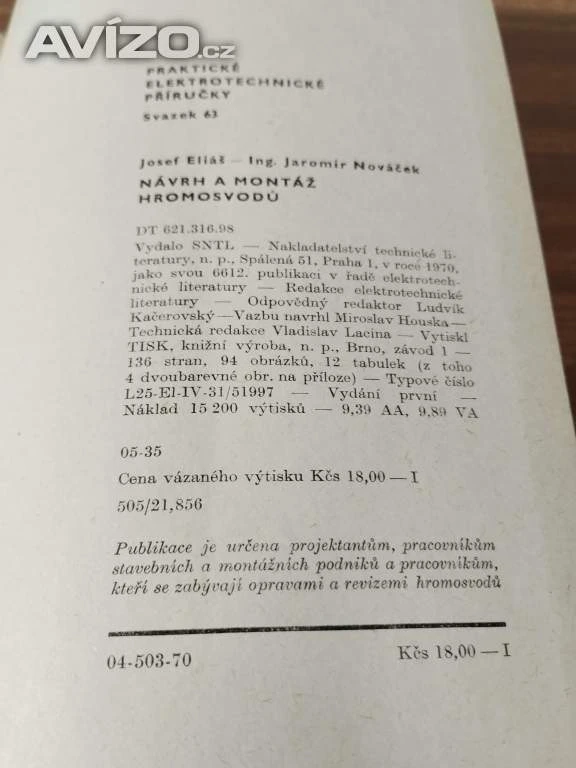 AVÍZO.cz
PRAKTICKÉ
ELEKTROTECHNICKÉ
PŘÍRUČKY
Svazek 63
Josef Eliáš — Ing. Jaromír Nováček
NÁVRH A MONTÁŽ
HROMOSVODŮ
DT 621.316.98
Vydalo SNTL — Nakladatelství technické li-
teratury, n. p., Spálená 51, Praha 1, v roce 1970,
jako svou 6612. publikaci v řadě elektrotech-
nické literatury — Redakce elektrotechnické
literatury — Odpovědný redaktor Ludvík
Kačerovský — Vazbu navrhl Miroslav Houska —
Technická redakce Vladislav Lacina — Vytiskl
TISK, knižní výroba, n. p., Brno, závod 1 —
136 stran, 94 obrázků, 12 tabulek (z toho
4 dvoubarevné obr. na příloze) — Typové číslo
L25-El-IV-31/51997 — Vydání první —
Náklad 15 200 výtisků — 9,39 AA, 9,89 VA
05-35
Cena vázaného výtisku Kčs 18,00 — I
505/21,856
Publikace je určena projektantům, pracovníkům
stavebních a montážních podniků a pracovníkům,
kteří se zabývají opravami a revizemi hromosvodů
04-503-70 Kčs 18,00 — I